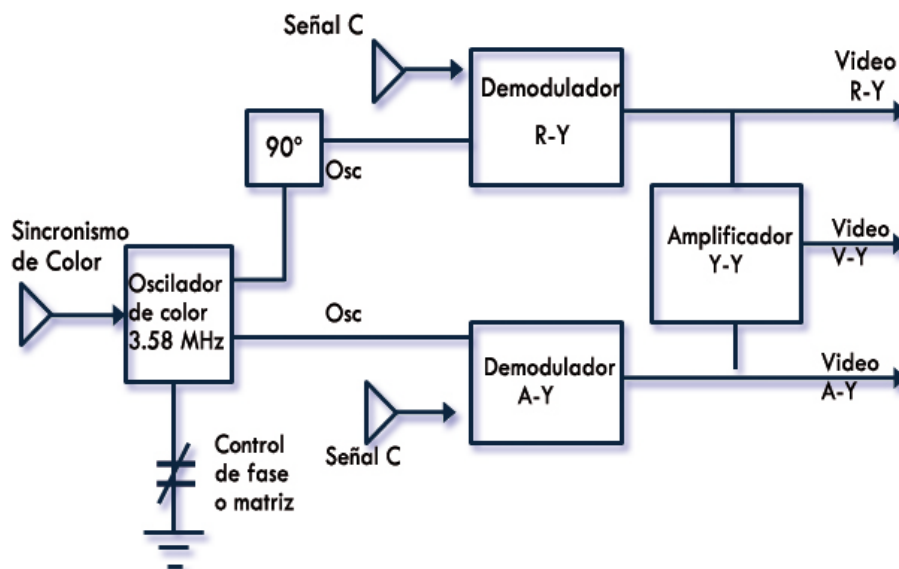 Señal C
Demodulador
R-Y
Video
R-Y
90°
Osc
Sincronismo
de Color
Oscilador
de color
3.58 MHz
Amplificador
Y-Y
Video
V-Y
Osc
Demodulador
A-Y
Video
A-Y
Señal C
Control
de fase
o matriz